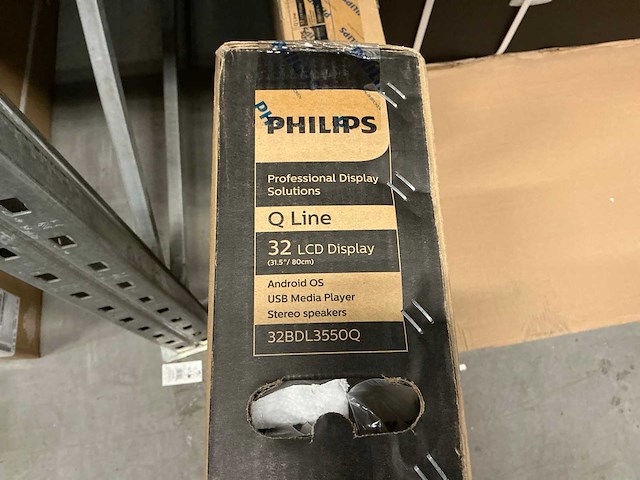 PHILIPS
Professional Display
Solutions
Q Line
32 LCD Display
(31.5"/ 80cm)
Android OS
USB Media Player
Stereo speakers
32BDL3550Q